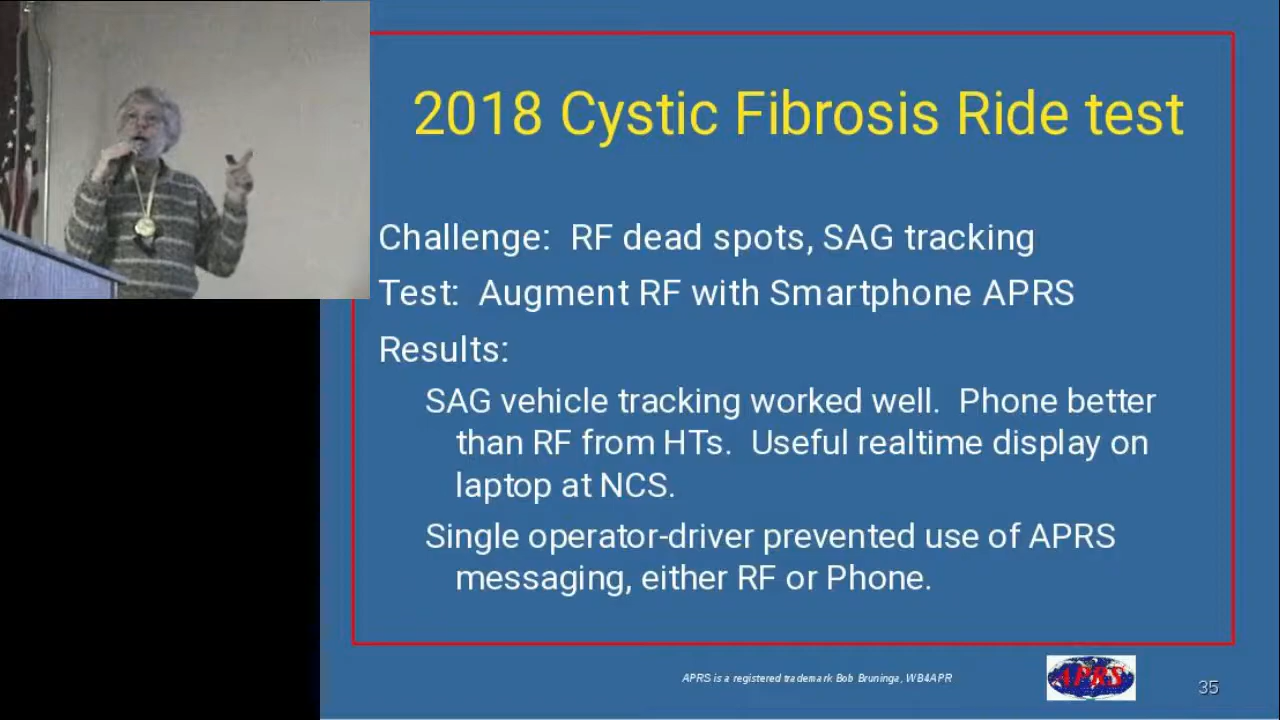 2018 Cystic Fibrosis Ride test
Challenge: RF dead spots, SAG tracking
Test: Augment RF with Smartphone APRS
Results:
SAG vehicle tracking worked well. Phone better
than RF from HTs. Useful realtime display on
laptop at NCS.
Single operator-driver prevented use of APRS
messaging, either RF or Phone.
APRS is a registered trademark Bob Bruninga, WB4APR
APRS
35